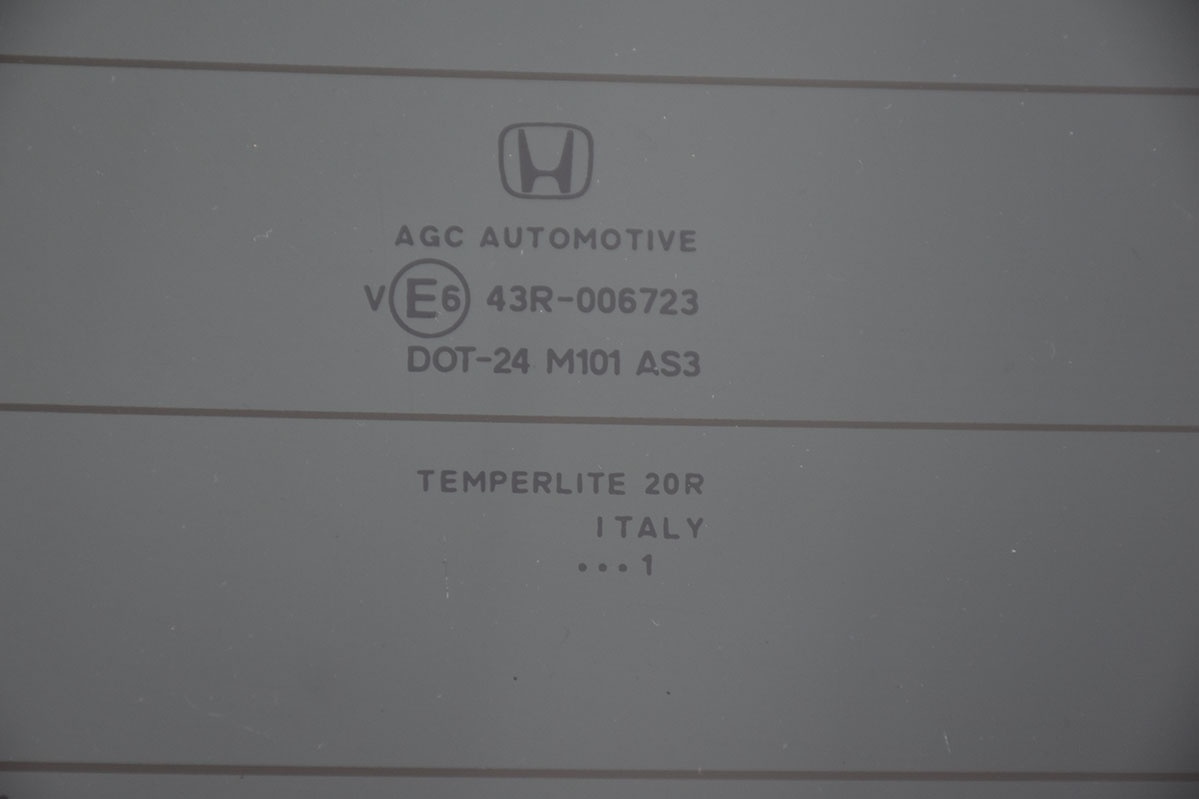 AGC AUTOMOTIVE
V E6 43R-006723
DOT-24 M101 AS3
TEMPERLITE 20R
ITALY
...1